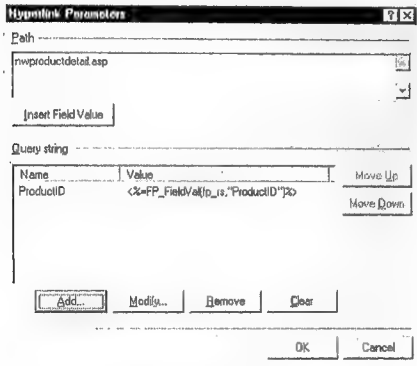 Hyperlink Parameters
Path
nwproductdetail.asp
Insert Field Value
Query string
Name Value
ProductID <%=FP_FieldVal(fp_rs,"ProductID")%>
Move Up
Move Down
Add... Modify... Remove Clear
OK Cancel